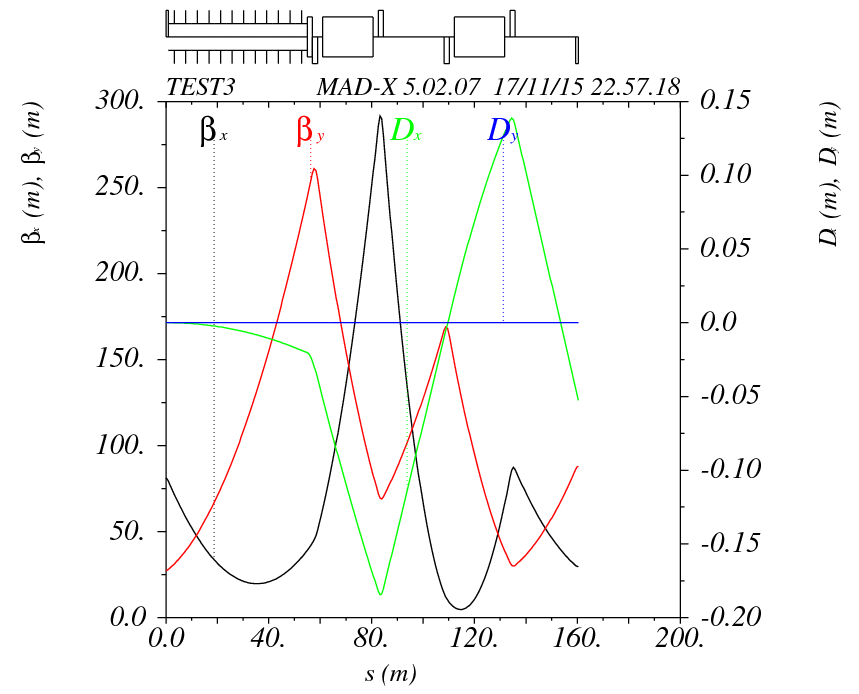 TEST3 MAD-X 5.02.07 17/11/15 22.57.18
300.
250.
200.
150.
100.
50.
0.0
βx (m), βy (m)
βx βy Dx Dy
0.15
0.10
0.05
0.0
-0.05
-0.10
-0.15
-0.20
Dx (m), Dy (m)
0.0 40. 80. 120. 160. 200.
s (m)